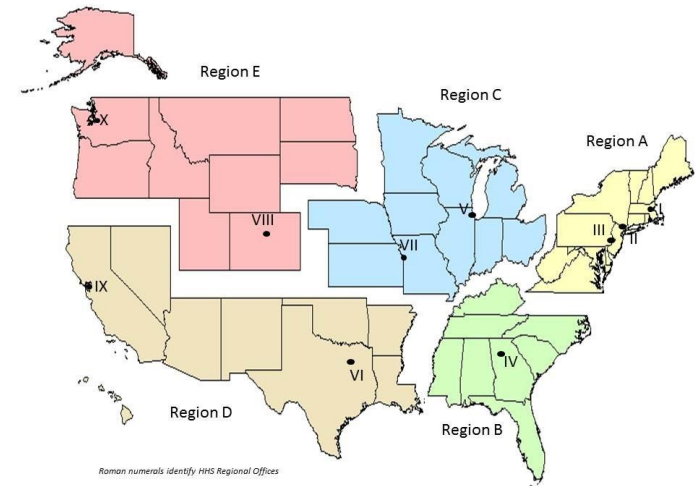 Region E
Region C
Region A
X
V
I
III
II
VIII
VII
IX
IV
VI
Region D
Region B
Roman numerals identify HHS Regional Offices